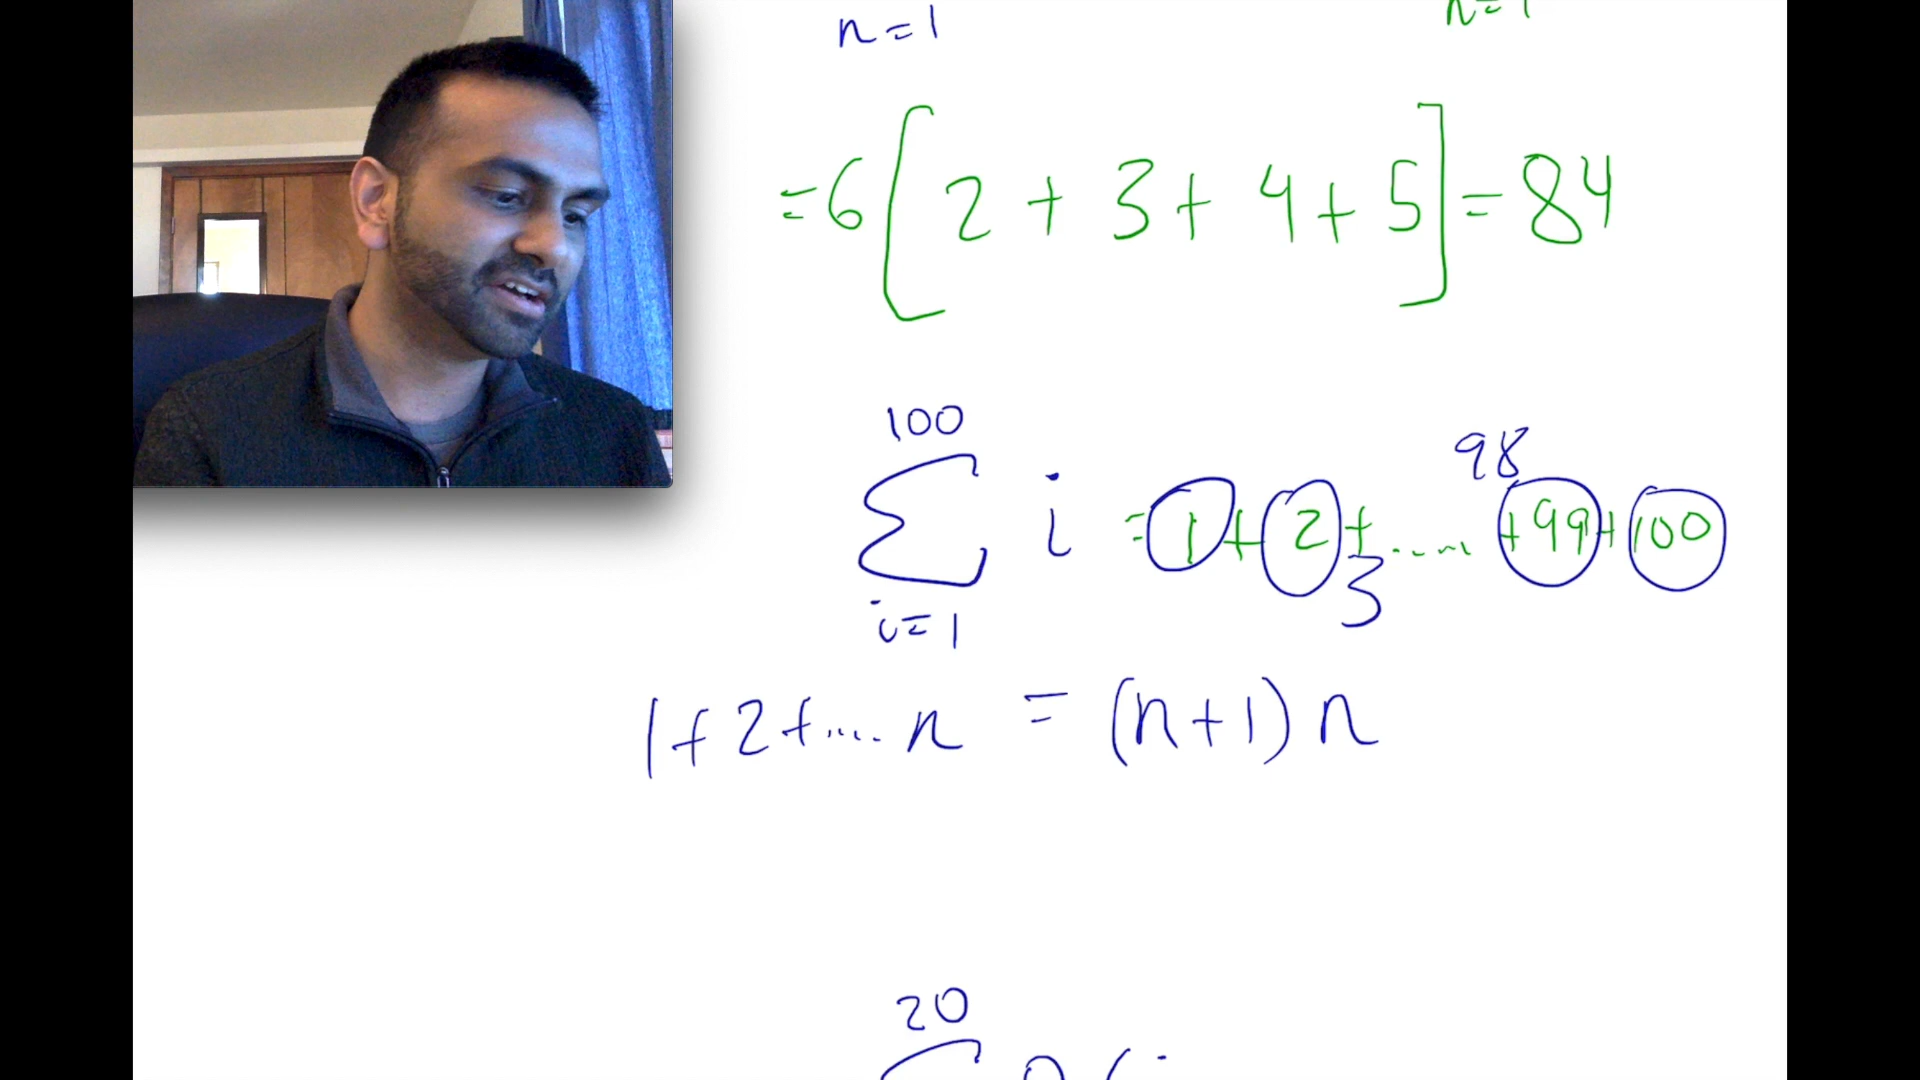 n=1
n=1
=6[2+3+4+5]=84
100
98
Σ i =1+2+.....+99+100
3
i=1
1+2+....n = (n+1)n
20